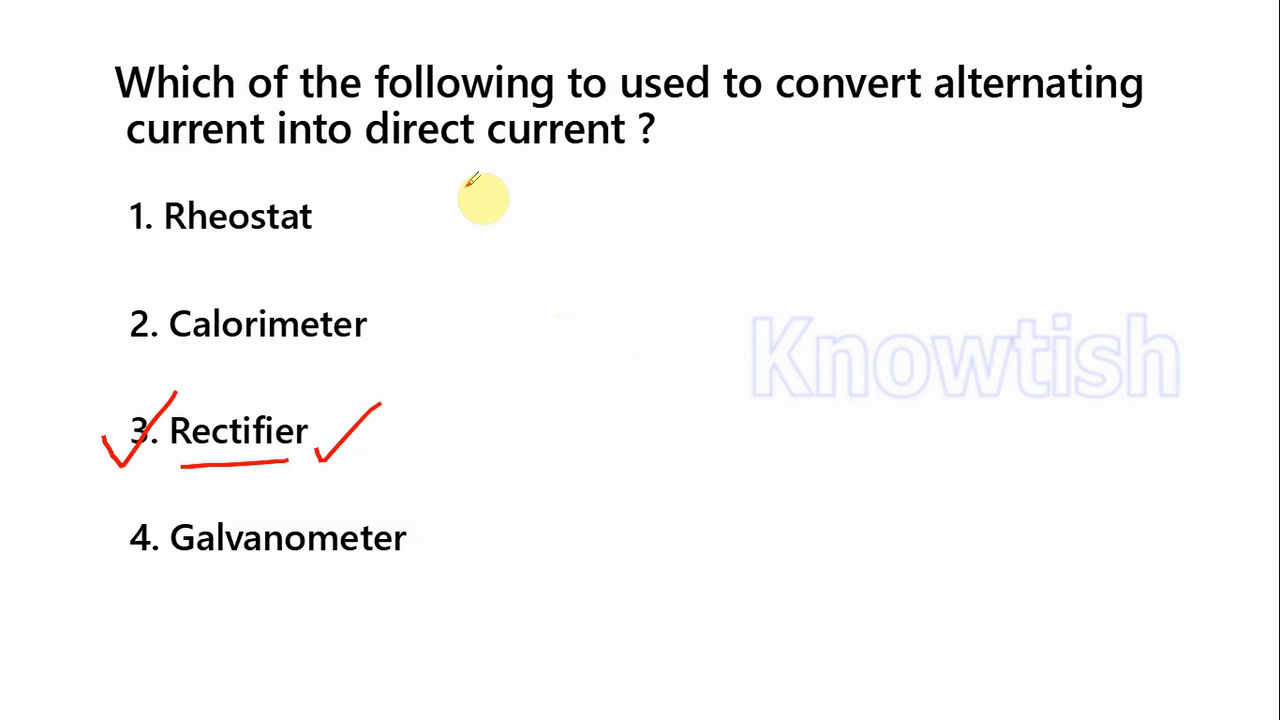 Which of the following to used to convert alternating
current into direct current ?
1. Rheostat
2. Calorimeter
Knowtish
3. Rectifier
4. Galvanometer